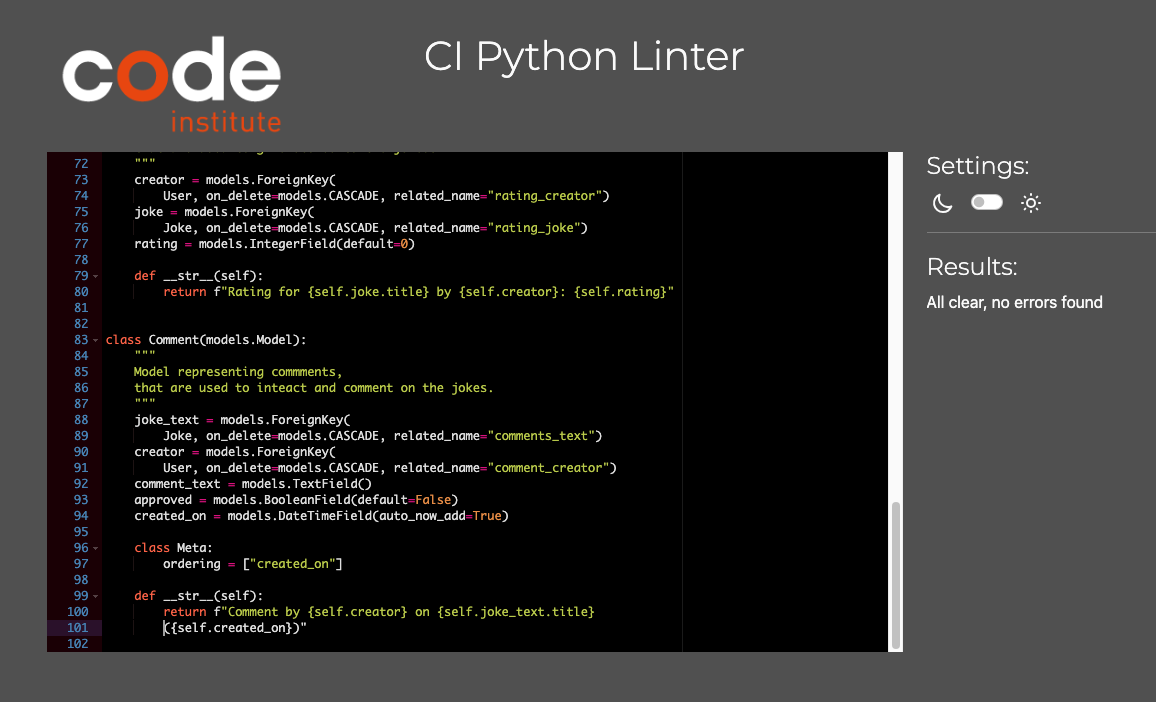 code
institute
CI Python Linter
72 """
73 creator = models.ForeignKey(
74 User, on_delete=models.CASCADE, related_name="rating_creator")
75 joke = models.ForeignKey(
76 Joke, on_delete=models.CASCADE, related_name="rating_joke")
77 rating = models.IntegerField(default=0)
78
79 def __str__(self):
80 return f"Rating for {self.joke.title} by {self.creator}: {self.rating}"
81
82
83 class Comment(models.Model):
84 """
85 Model representing commments,
86 that are used to inteact and comment on the jokes.
87 """
88 joke_text = models.ForeignKey(
89 Joke, on_delete=models.CASCADE, related_name="comments_text")
90 creator = models.ForeignKey(
91 User, on_delete=models.CASCADE, related_name="comment_creator")
92 comment_text = models.TextField()
93 approved = models.BooleanField(default=False)
94 created_on = models.DateTimeField(auto_now_add=True)
95
96 class Meta:
97 ordering = ["created_on"]
98
99 def __str__(self):
100 return f"Comment by {self.creator} on {self.joke_text.title}
101 ({self.created_on})"
102
Settings:
Results:
All clear, no errors found